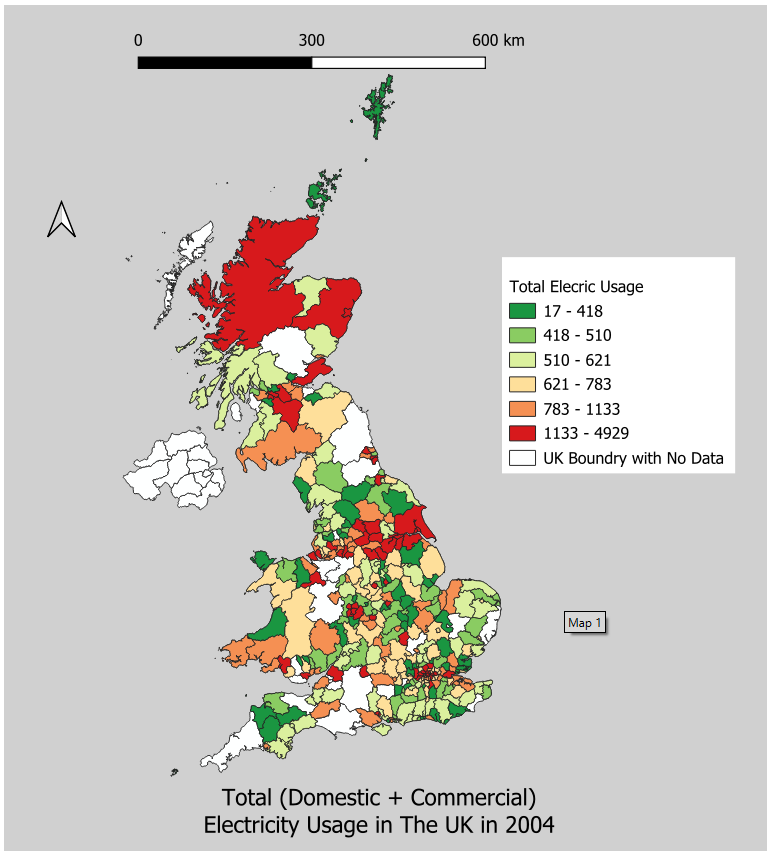 0 300 600 km
Total Elecric Usage
17 - 418
418 - 510
510 - 621
621 - 783
783 - 1133
1133 - 4929
UK Boundry with No Data
Map 1
Total (Domestic + Commercial)
Electricity Usage in The UK in 2004